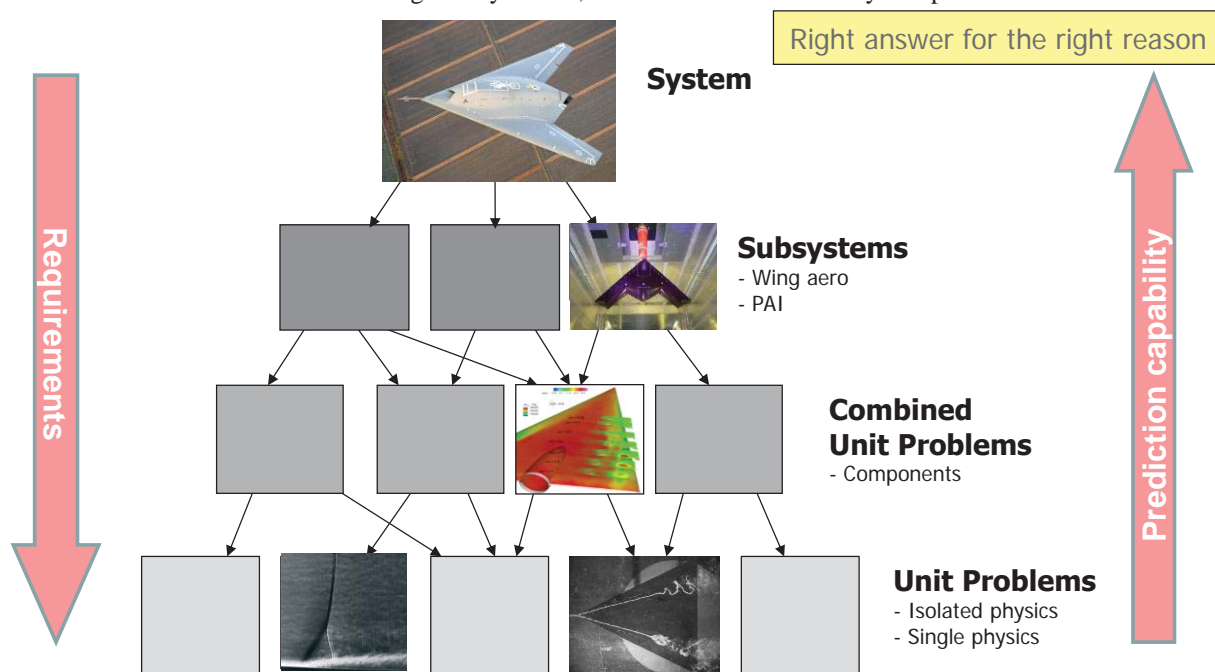 Right answer for the right reason
System
Requirements
Prediction capability
Subsystems
- Wing aero
- PAI
Combined
Unit Problems
- Components
Unit Problems
- Isolated physics
- Single physics